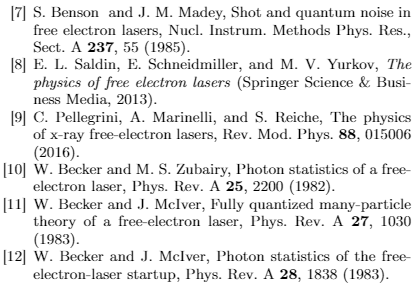 [7] S. Benson and J. M. Madey, Shot and quantum noise in
free electron lasers, Nucl. Instrum. Methods Phys. Res.,
Sect. A 237, 55 (1985).
[8] E. L. Saldin, E. Schneidmiller, and M. V. Yurkov, The
physics of free electron lasers (Springer Science & Busi-
ness Media, 2013).
[9] C. Pellegrini, A. Marinelli, and S. Reiche, The physics
of x-ray free-electron lasers, Rev. Mod. Phys. 88, 015006
(2016).
[10] W. Becker and M. S. Zubairy, Photon statistics of a free-
electron laser, Phys. Rev. A 25, 2200 (1982).
[11] W. Becker and J. McIver, Fully quantized many-particle
theory of a free-electron laser, Phys. Rev. A 27, 1030
(1983).
[12] W. Becker and J. McIver, Photon statistics of the free-
electron-laser startup, Phys. Rev. A 28, 1838 (1983).